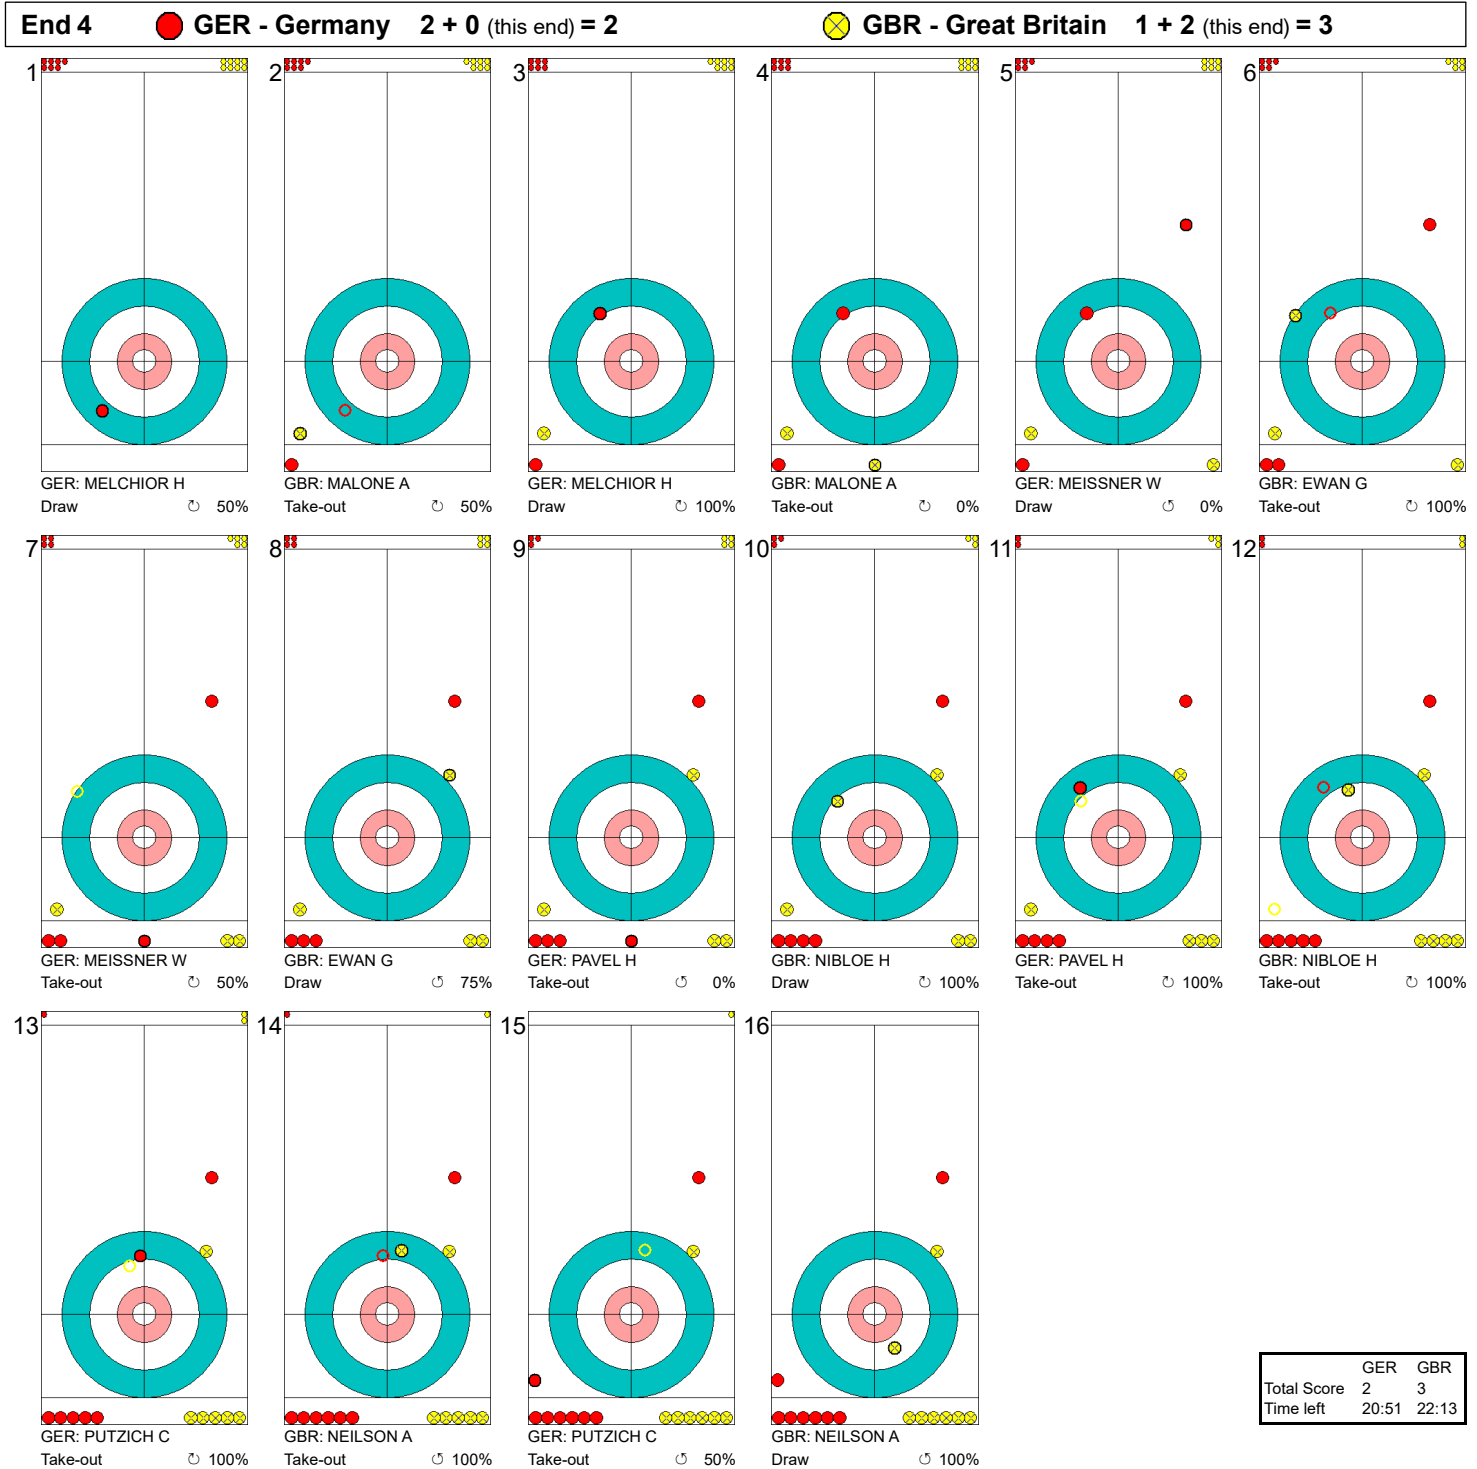 End 4 GER - Germany 2 + 0 (this end) = 2 GBR - Great Britain 1 + 2 (this end) = 3
1 2 3 4 5 6
GER: MELCHIOR H GBR: MALONE A GER: MELCHIOR H GBR: MALONE A GER: MEISSNER W GBR: EWAN G
Draw ↻ 50% Take-out ↻ 50% Draw ↻ 100% Take-out ↻ 0% Draw ↺ 0% Take-out ↻ 100%
7 8 9 10 11 12
GER: MEISSNER W GBR: EWAN G GER: PAVEL H GBR: NIBLOE H GER: PAVEL H GBR: NIBLOE H
Take-out ↻ 50% Draw ↺ 75% Take-out ↺ 0% Draw ↻ 100% Take-out ↻ 100% Take-out ↻ 100%
13 14 15 16
GER: PUTZICH C GBR: NEILSON A GER: PUTZICH C GBR: NEILSON A
Take-out ↻ 100% Take-out ↻ 100% Take-out ↺ 50% Draw ↺ 100%
GER GBR
Total Score 2 3
Time left 20:51 22:13